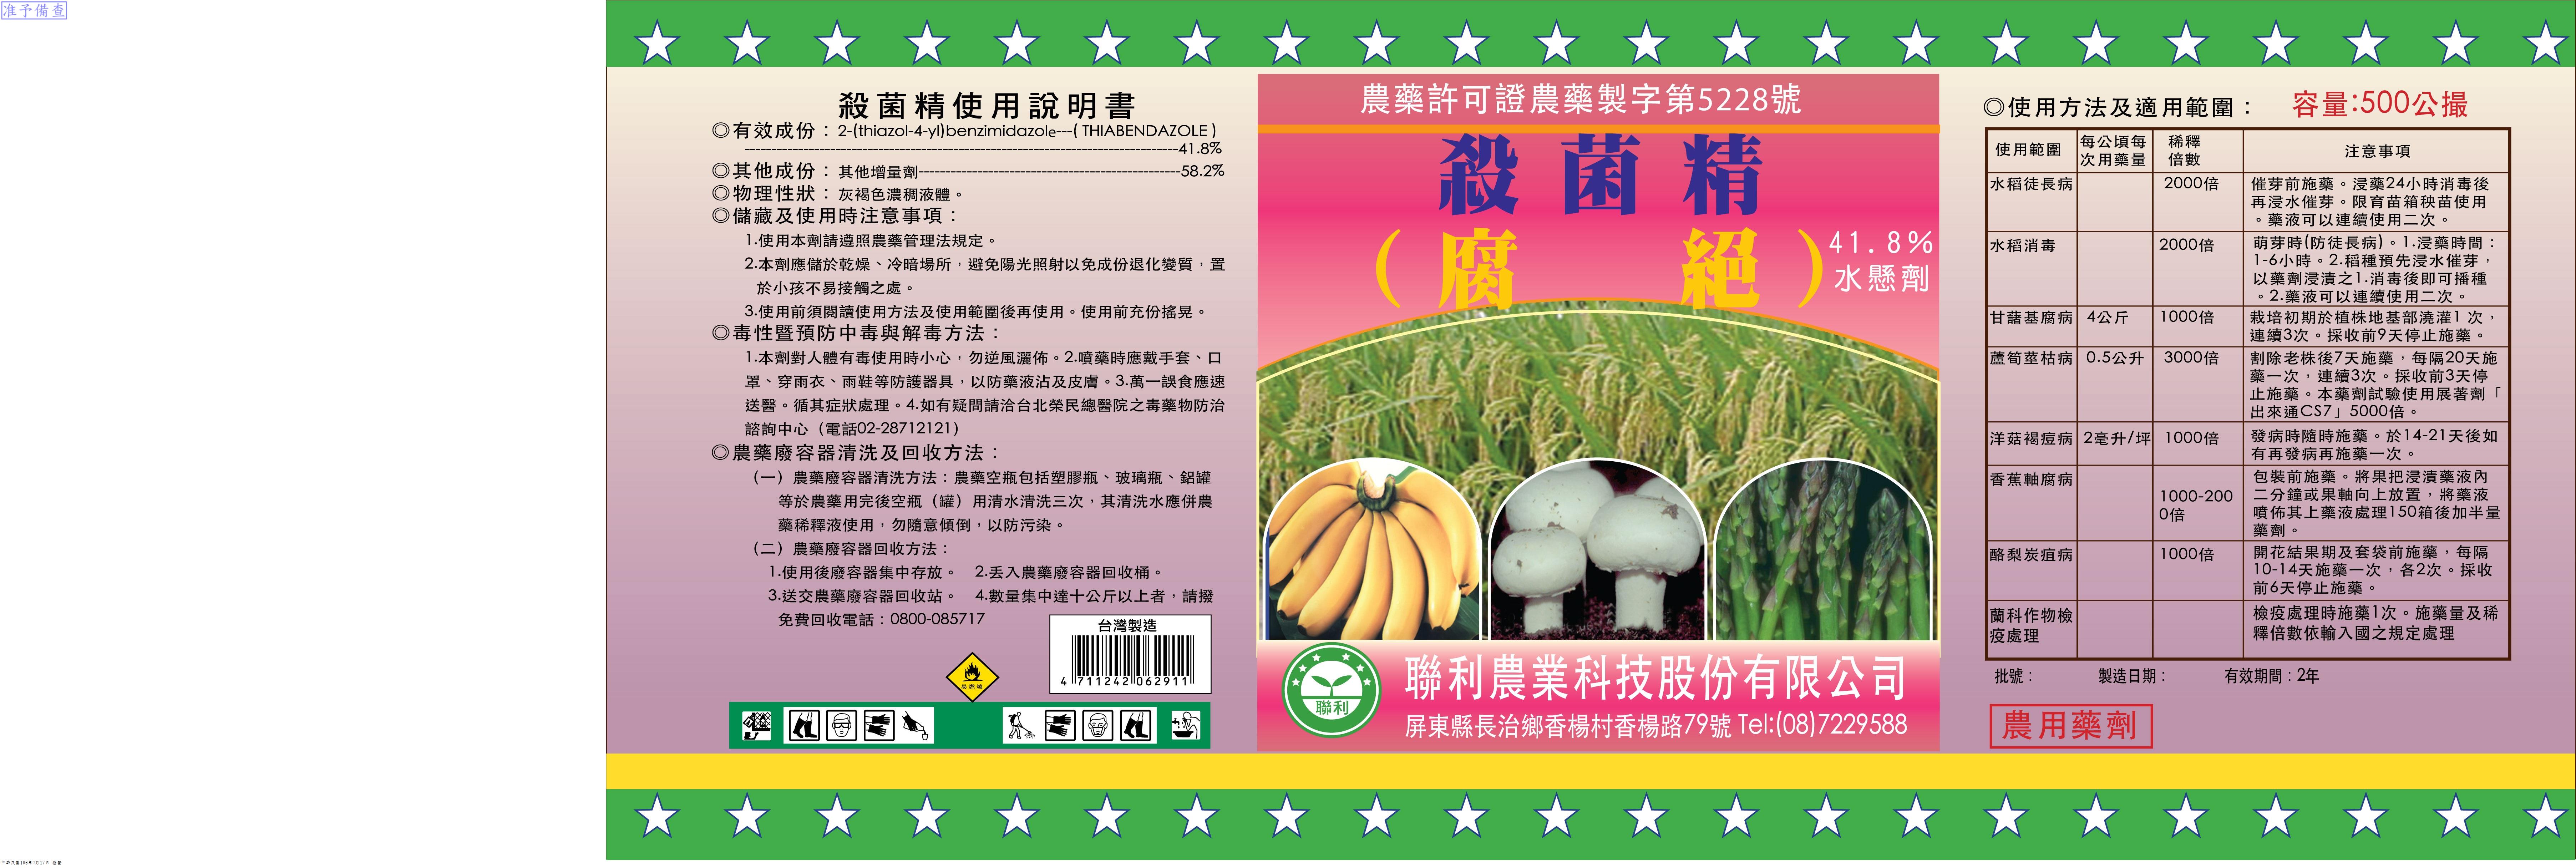 准予備查
殺菌精使用說明書
◎有效成份：2-(thiazol-4-yl)benzimidazole---( THIABENDAZOLE )
-------------------------------------------------------------------------------41.8%
◎其他成份：其他增量劑-----------------------------------------------58.2%
◎物理性狀：灰褐色濃稠液體。
◎儲藏及使用時注意事項：
1.使用本劑請遵照農藥管理法規定。
2.本劑應儲於乾燥、冷暗場所，避免陽光照射以免成份退化變質，置
於小孩不易接觸之處。
3.使用前須閱讀使用方法及使用範圍後再使用。使用前充份搖晃。
◎毒性暨預防中毒與解毒方法：
1.本劑對人體有毒使用時小心，勿逆風灑佈。2.噴藥時應戴手套、口
罩、穿雨衣、雨鞋等防護器具，以防藥液沾及皮膚。3.萬一誤食應速
送醫。循其症狀處理。4.如有疑問請洽台北榮民總醫院之毒藥物防治
諮詢中心（電話02-28712121）
◎農藥廢容器清洗及回收方法：
（一）農藥廢容器清洗方法：農藥空瓶包括塑膠瓶、玻璃瓶、鋁罐
等於農藥用完後空瓶（罐）用清水清洗三次，其清洗水應併農
藥稀釋液使用，勿隨意傾倒，以防污染。
（二）農藥廢容器回收方法：
1.使用後廢容器集中存放。 2.丟入農藥廢容器回收桶。
3.送交農藥廢容器回收站。 4.數量集中達十公斤以上者，請撥
免費回收電話：0800-085717
台灣製造
4 711242 062911
易燃物
農藥許可證農藥製字第5228號
殺菌精
（腐 絕）
41.8%
水懸劑
聯利
聯利農業科技股份有限公司
屏東縣長治鄉香楊村香楊路79號 Tel:(08)7229588
◎使用方法及適用範圍： 容量:500公撮
使用範圍 每公頃每次用藥量 稀釋倍數 注意事項
水稻徒長病 2000倍 催芽前施藥。浸藥24小時消毒後
再浸水催芽。限育苗箱秧苗使用
。藥液可以連續使用二次。
水稻消毒 2000倍 萌芽時(防徒長病)。1.浸藥時間：
1-6小時。2.稻種預先浸水催芽，
以藥劑浸漬之1.消毒後即可播種
。2.藥液可以連續使用二次。
甘藷基腐病 4公斤 1000倍 栽培初期於植株地基部澆灌1 次，
連續3次。採收前9天停止施藥。
蘆筍莖枯病 0.5公升 3000倍 割除老株後7天施藥，每隔20天施
藥一次，連續3次。採收前3天停
止施藥。本藥劑試驗使用展著劑「
出來通CS7」5000倍。
洋菇褐痘病 2毫升/坪 1000倍 發病時隨時施藥。於14-21天後如
有再發病再施藥一次。
香蕉軸腐病 1000-2000倍 包裝前施藥。將果把浸漬藥液內
二分鐘或果軸向上放置，將藥液
噴佈其上藥液處理150箱後加半量
藥劑。
酪梨炭疽病 1000倍 開花結果期及套袋前施藥，每隔
10-14天施藥一次，各2次。採收
前6天停止施藥。
蘭科作物檢 檢疫處理時施藥1次。施藥量及稀
疫處理 釋倍數依輸入國之規定處理
批號： 製造日期： 有效期間：2年
農用藥劑